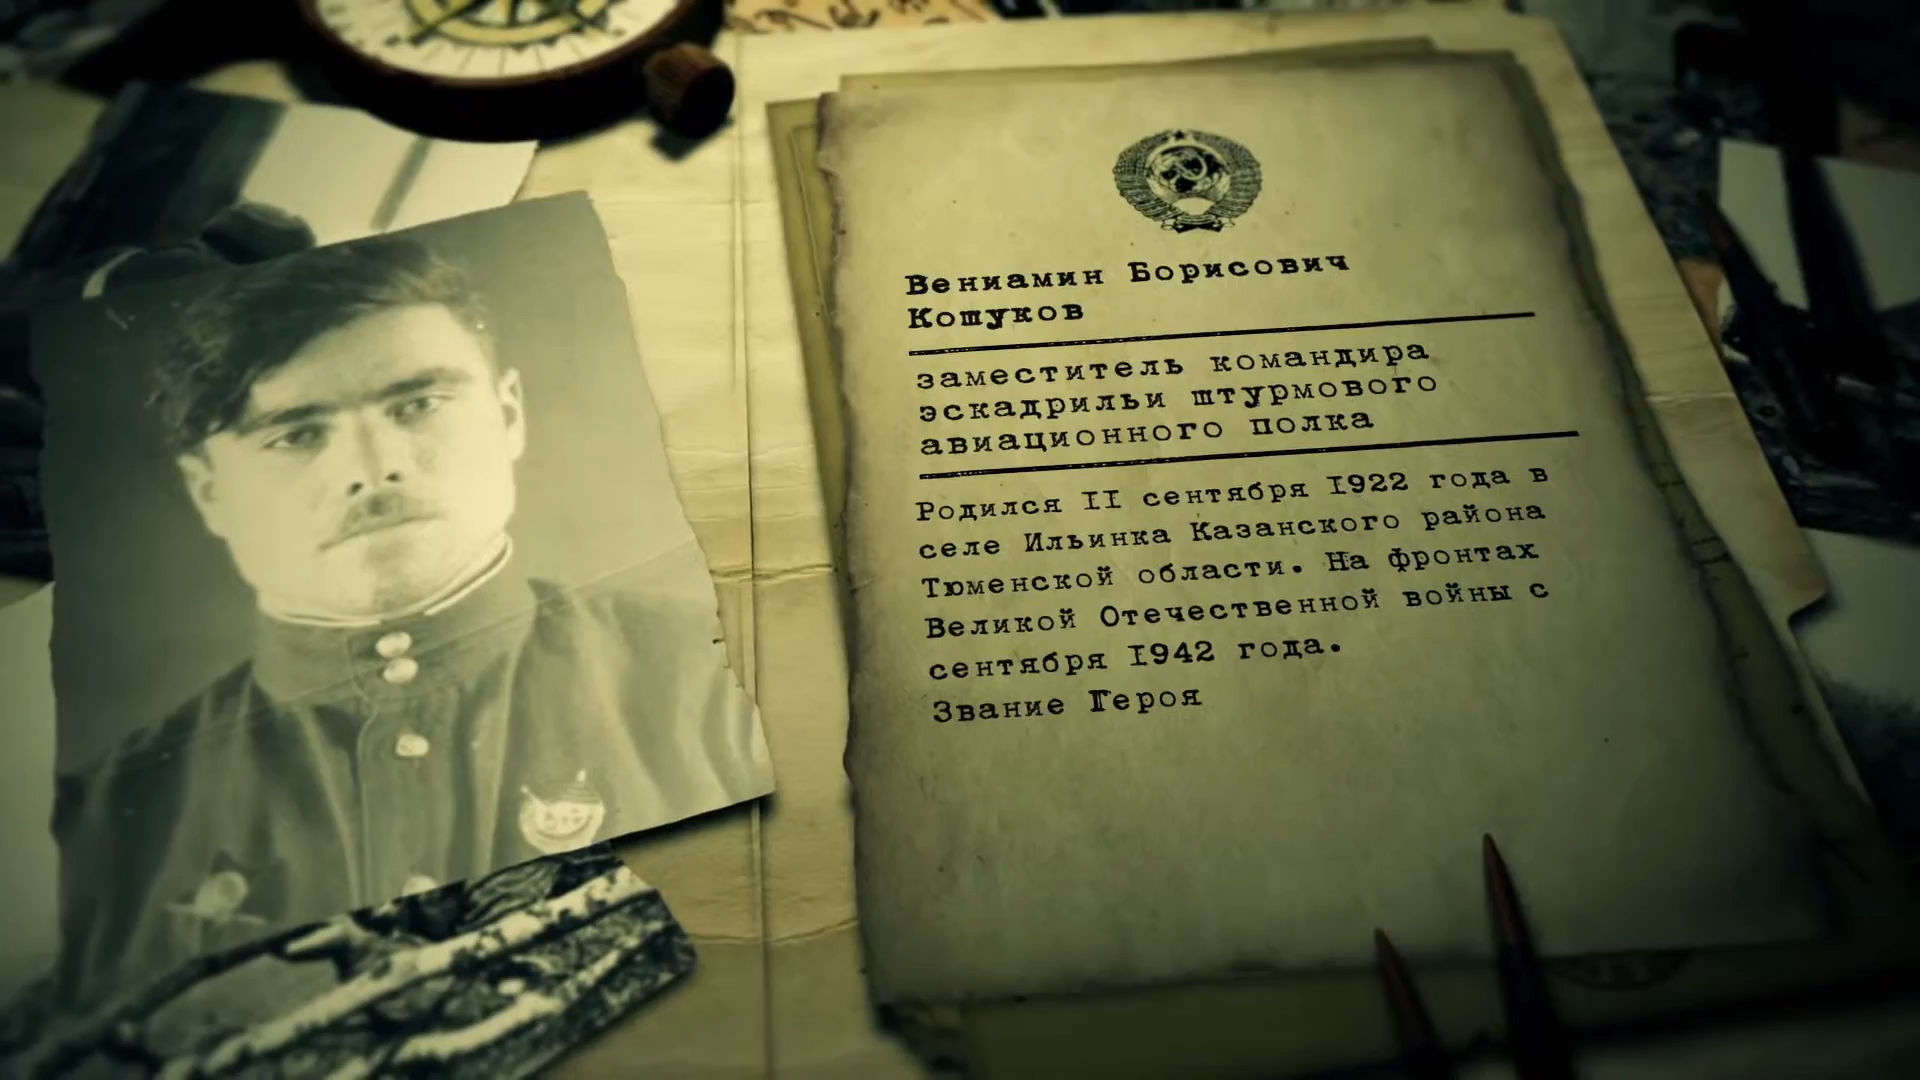 Вениамин Борисович
Кошуков
заместитель командира
эскадрильи штурмового
авиационного полка
Родился II сентября 1922 года в
селе Ильинка Казанского района
Тюменской области. На фронтах
Великой Отечественной войны с
сентября 1942 года.
Звание Героя